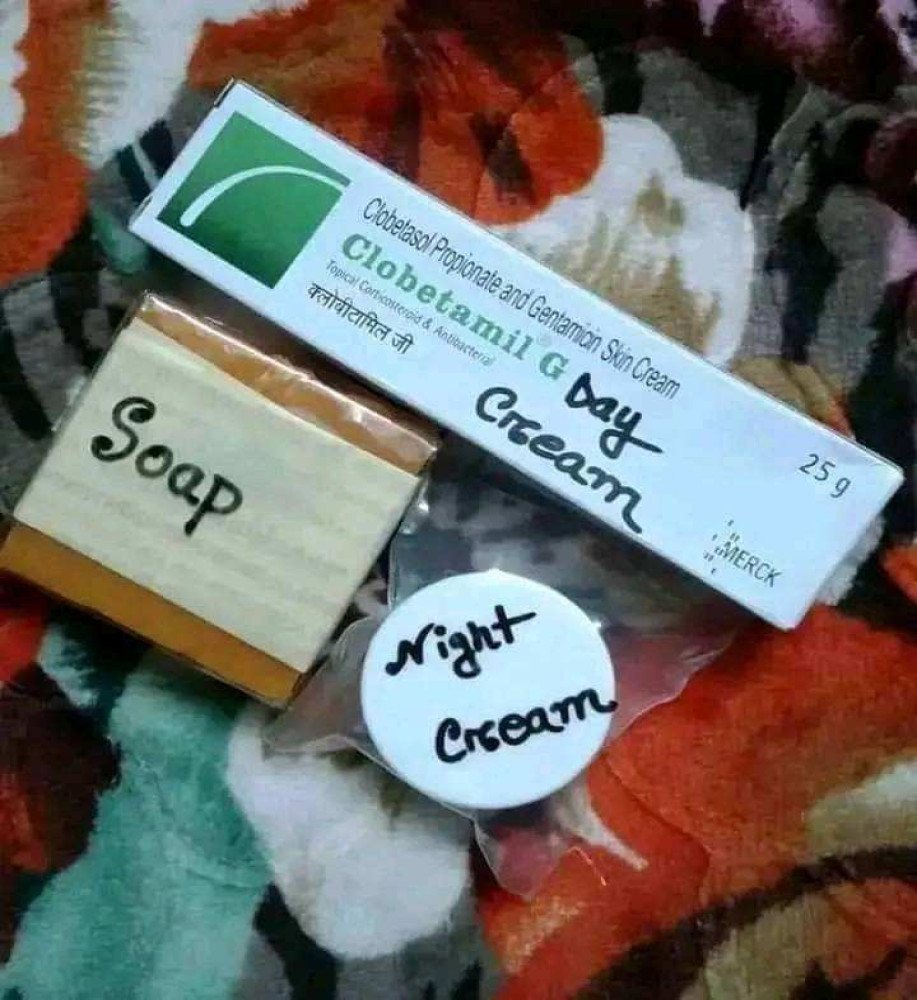 Clobetasol Propionate and Gentamicin Skin Cream
Clobetamil® G
Topical Corticosteroid & Antibacterial
क्लोबीटामिल जी
Day
Cream
25 g
MERCK
Soap
Night
Cream